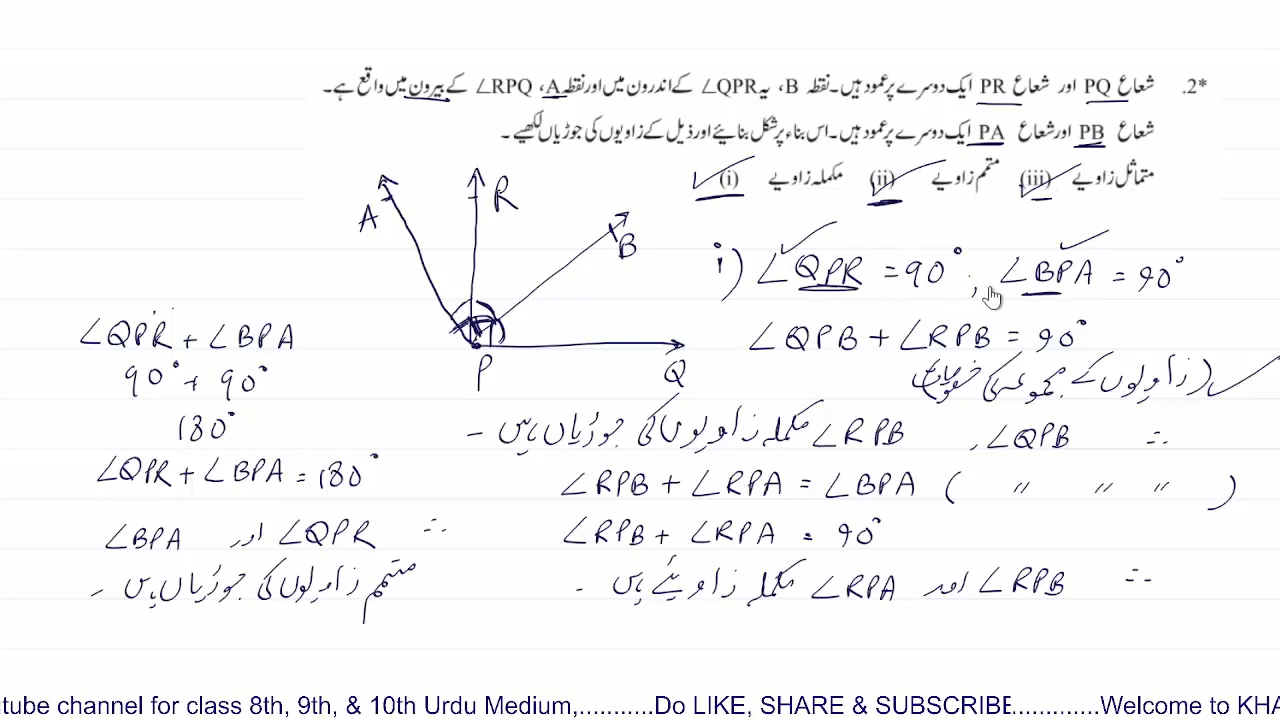 *2. شعاع PQ اور شعاع PR ایک دوسرے پر عمود ہیں۔ نقطہ B، یہ ∠QPR کے اندرون میں اور نقطہ A، ∠RPQ کے بیرون میں واقع ہے۔
شعاع PB اور شعاع PA ایک دوسرے پر عمود ہیں۔ اس بناء پر شکل بنائیے اور ذیل کے زاویوں کی جوڑیاں لکھیے۔
(i) مکملہ زاویے (ii) متمم زاویے (iii) متماثل زاویے
A
R
B
P
Q
i) ∠QPR = 90° , ∠BPA = 90°
∠QPB + ∠RPB = 90°
(زاویوں کے مجموعہ کی خصوصیات)
∴ ∠QPB, ∠RPB مکملہ زاویوں کی جوڑیاں ہیں۔
∠RPB + ∠RPA = ∠BPA ( " " " )
∠RPB + ∠RPA = 90°
∴ ∠RPB اور ∠RPA مکملہ زاویئے ہیں۔
∠QPR + ∠BPA
90° + 90°
180°
∠QPR + ∠BPA = 180°
∴ ∠QPR اور ∠BPA
متمم زاویوں کی جوڑیاں ہیں۔
tube channel for class 8th, 9th, & 10th Urdu Medium,...........Do LIKE, SHARE & SUBSCRIBE.............Welcome to KHA